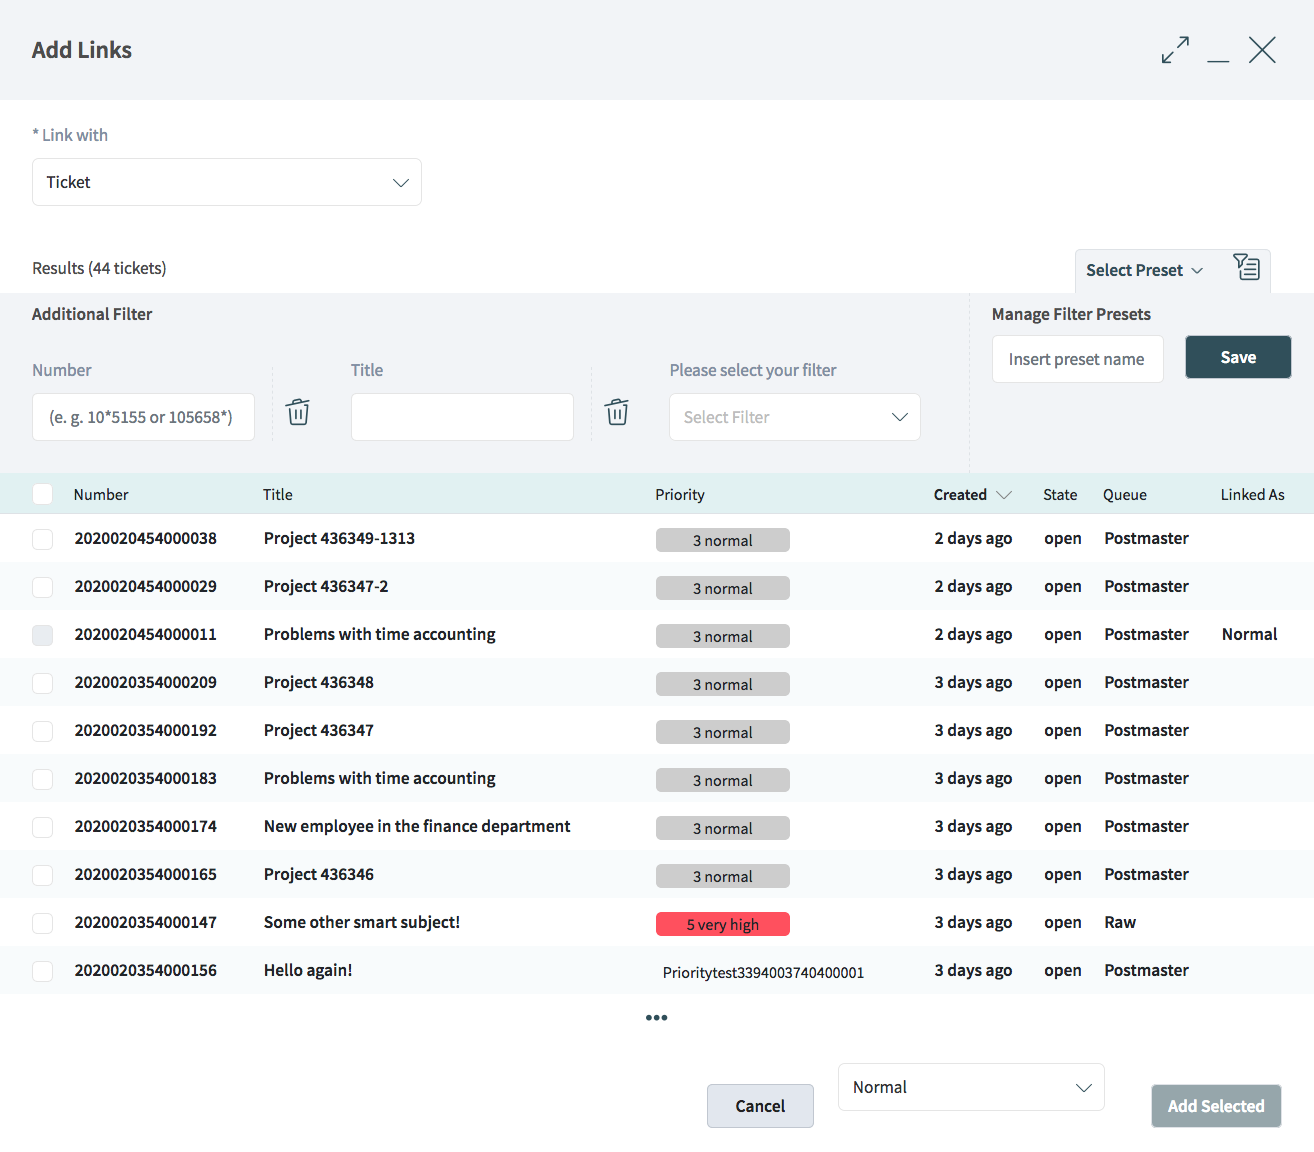 Add Links
* Link with
Ticket
Results (44 tickets)
Select Preset
Additional Filter
Manage Filter Presets
Number
Title
Please select your filter
Insert preset name
Save
(e. g. 10*5155 or 105658*)
Select Filter
Number Title Priority Created State Queue Linked As
2020020454000038 Project 436349-1313 3 normal 2 days ago open Postmaster
2020020454000029 Project 436347-2 3 normal 2 days ago open Postmaster
2020020454000011 Problems with time accounting 3 normal 2 days ago open Postmaster Normal
2020020354000209 Project 436348 3 normal 3 days ago open Postmaster
2020020354000192 Project 436347 3 normal 3 days ago open Postmaster
2020020354000183 Problems with time accounting 3 normal 3 days ago open Postmaster
2020020354000174 New employee in the finance department 3 normal 3 days ago open Postmaster
2020020354000165 Project 436346 3 normal 3 days ago open Postmaster
2020020354000147 Some other smart subject! 5 very high 3 days ago open Raw
2020020354000156 Hello again! Prioritytest3394003740400001 3 days ago open Postmaster
Cancel
Normal
Add Selected